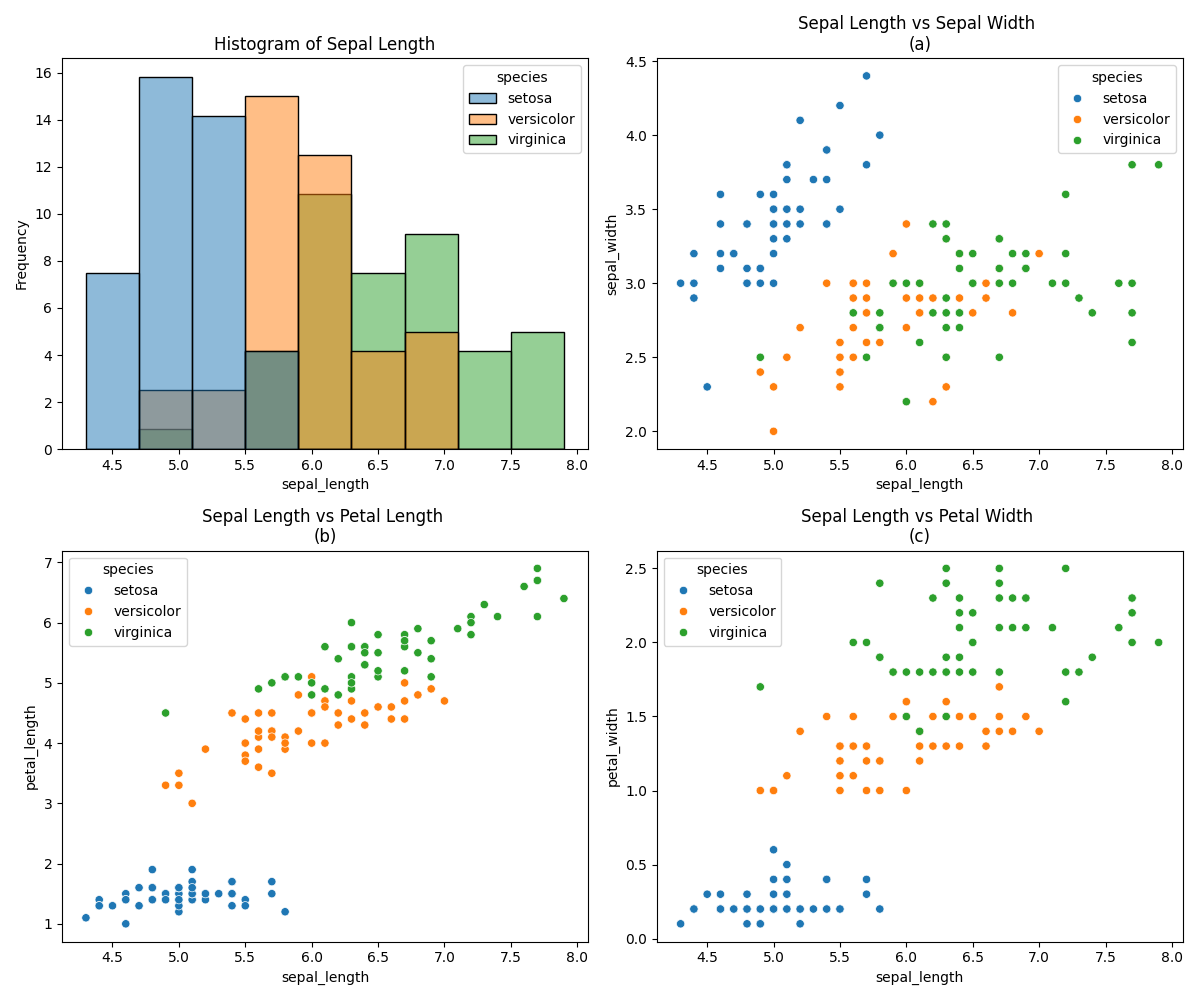 Histogram of Sepal Length
species
setosa
versicolor
virginica
Frequency
16
14
12
10
8
6
4
2
0
4.5 5.0 5.5 6.0 6.5 7.0 7.5 8.0
sepal_length
Sepal Length vs Sepal Width
(a)
species
setosa
versicolor
virginica
sepal_width
4.5
4.0
3.5
3.0
2.5
2.0
4.5 5.0 5.5 6.0 6.5 7.0 7.5 8.0
sepal_length
Sepal Length vs Petal Length
(b)
species
setosa
versicolor
virginica
petal_length
7
6
5
4
3
2
1
4.5 5.0 5.5 6.0 6.5 7.0 7.5 8.0
sepal_length
Sepal Length vs Petal Width
(c)
species
setosa
versicolor
virginica
petal_width
2.5
2.0
1.5
1.0
0.5
0.0
4.5 5.0 5.5 6.0 6.5 7.0 7.5 8.0
sepal_length